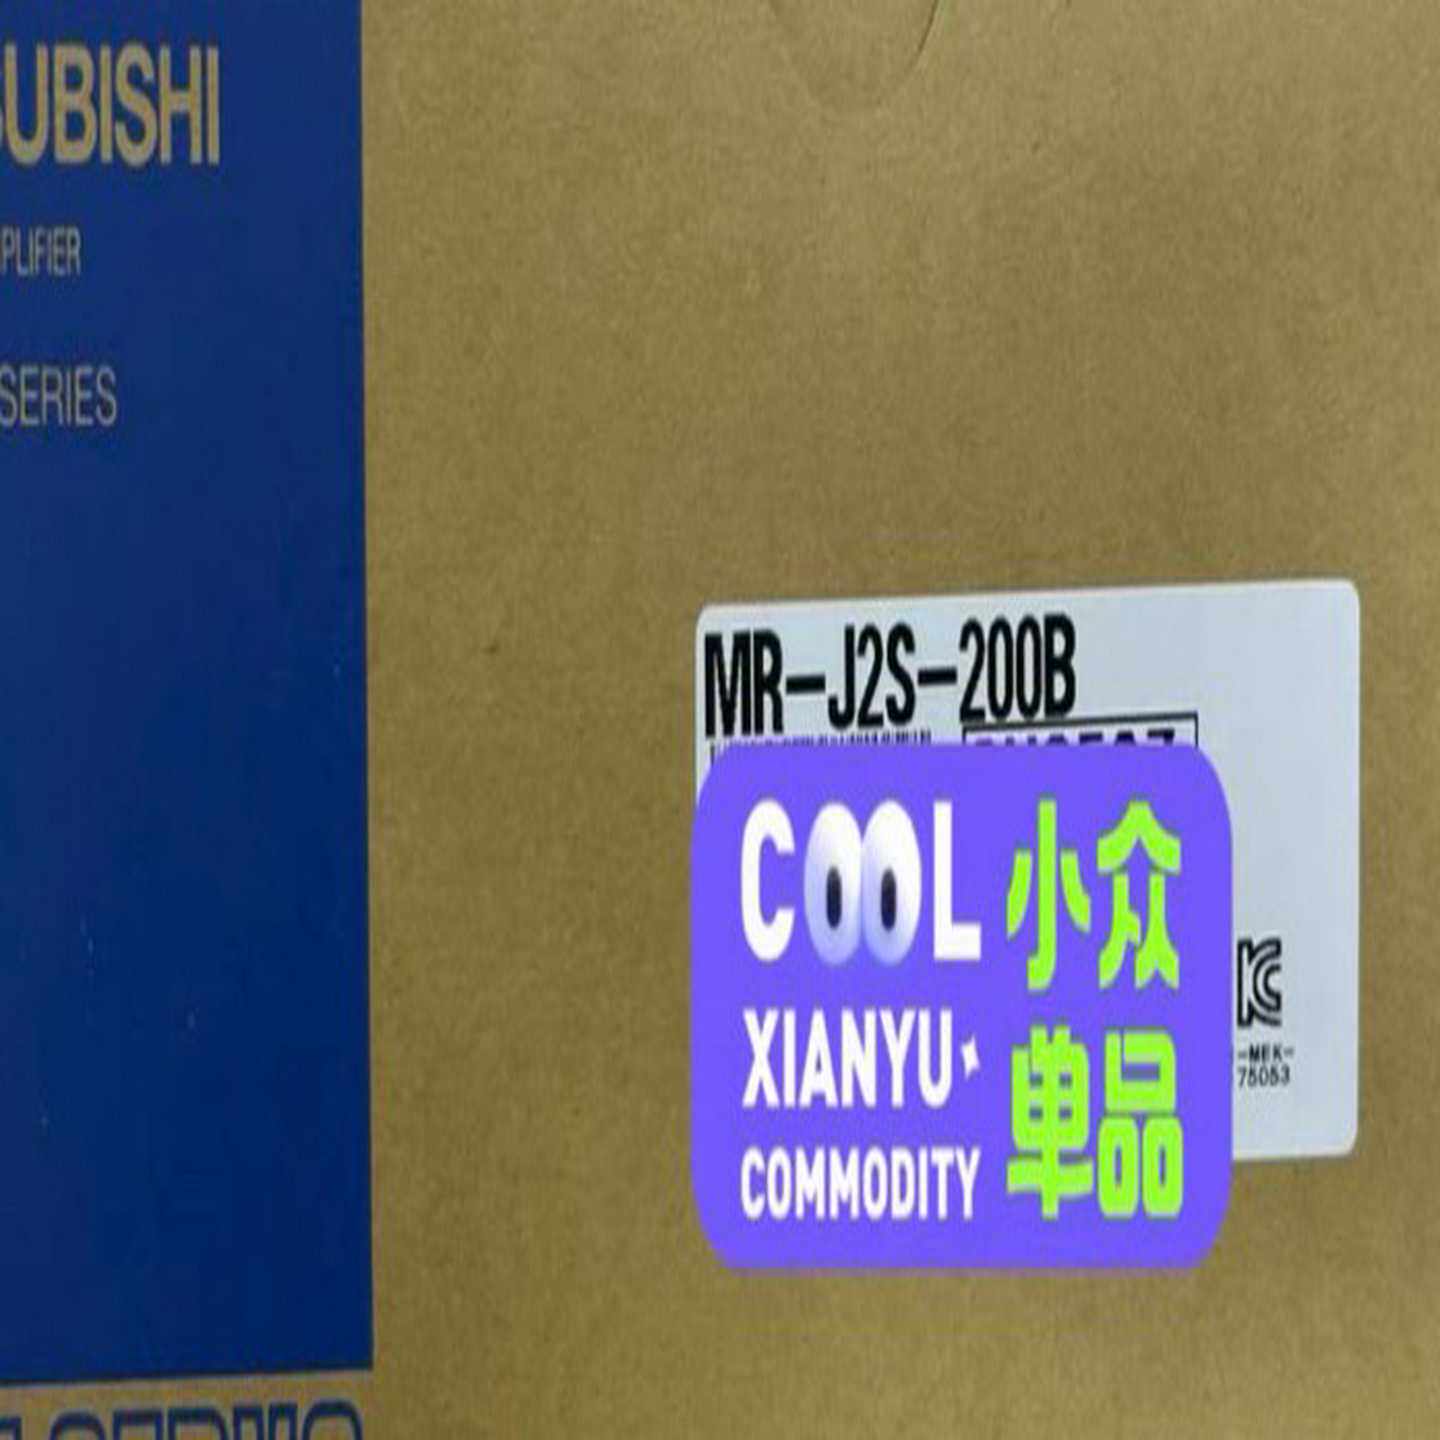 UBISHI
PLIFIER
SERIES
MR-J2S-200B
COOL 小众
XIANYU
单品
COMMODITY
-MEK-
75053